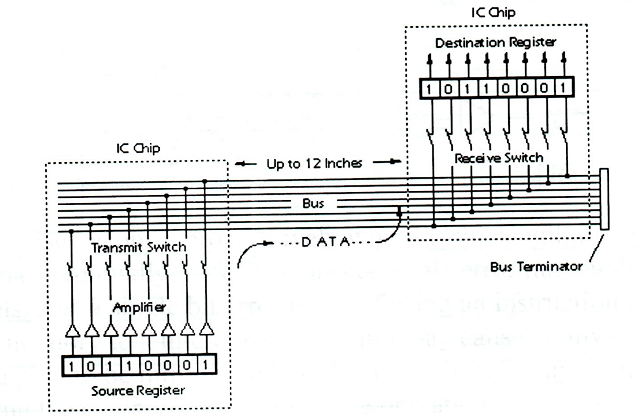 IC Chip
Destination Register
1 0 1 1 0 0 0 1
IC Chip
Up to 12 Inches
Receive Switch
Bus
Transmit Switch
DATA
Bus Terminator
Amplifier
1 0 1 1 0 0 0 1
Source Register